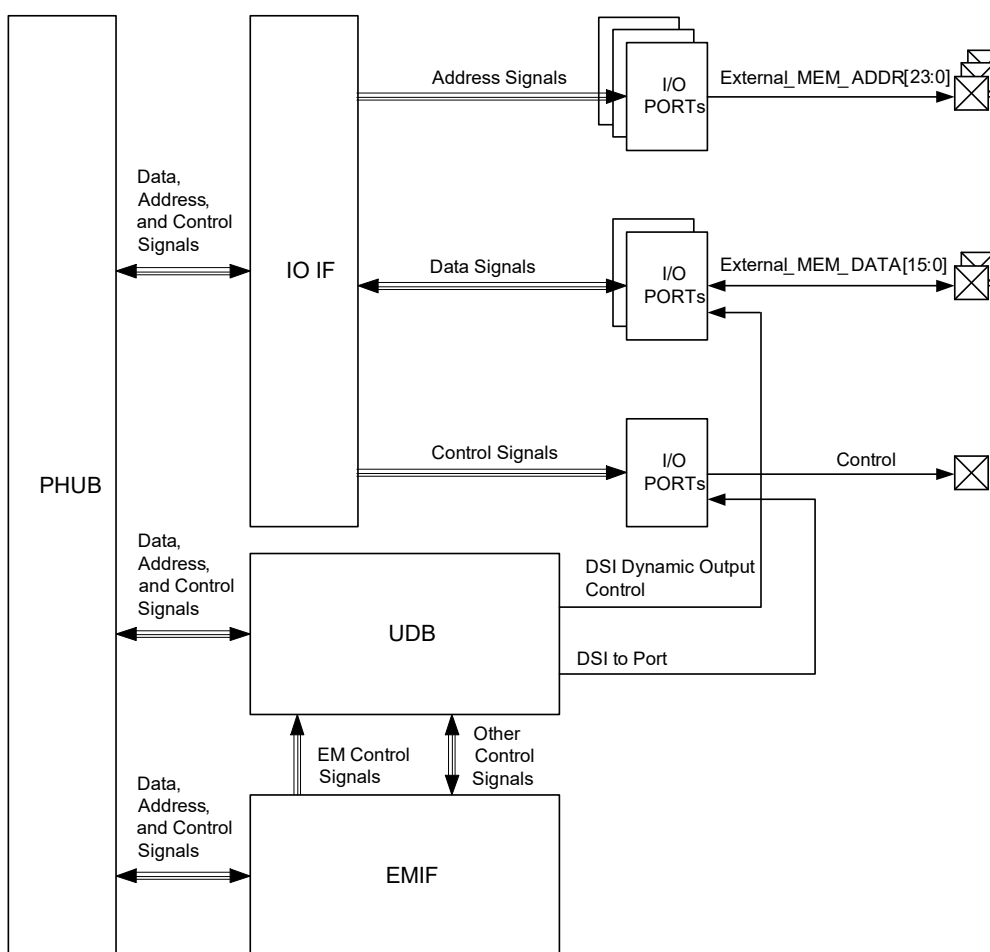 Address Signals
I/O
PORTs
External_MEM_ADDR[23:0]
Data,
Address,
and Control
Signals
IO IF
Data Signals
I/O
PORTs
External_MEM_DATA[15:0]
Control Signals
I/O
PORTs
Control
PHUB
Data,
Address,
and Control
Signals
UDB
DSI Dynamic Output
Control
DSI to Port
EM Control
Signals
Other
Control
Signals
Data,
Address,
and Control
Signals
EMIF